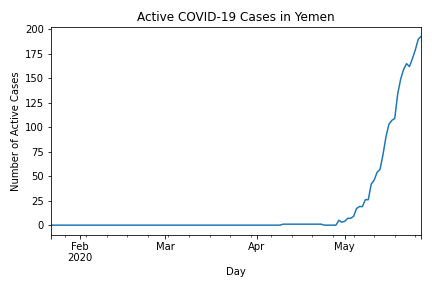 Active COVID-19 Cases in Yemen
Number of Active Cases
200
175
150
125
100
75
50
25
0
Feb
2020
Mar
Apr
May
Day